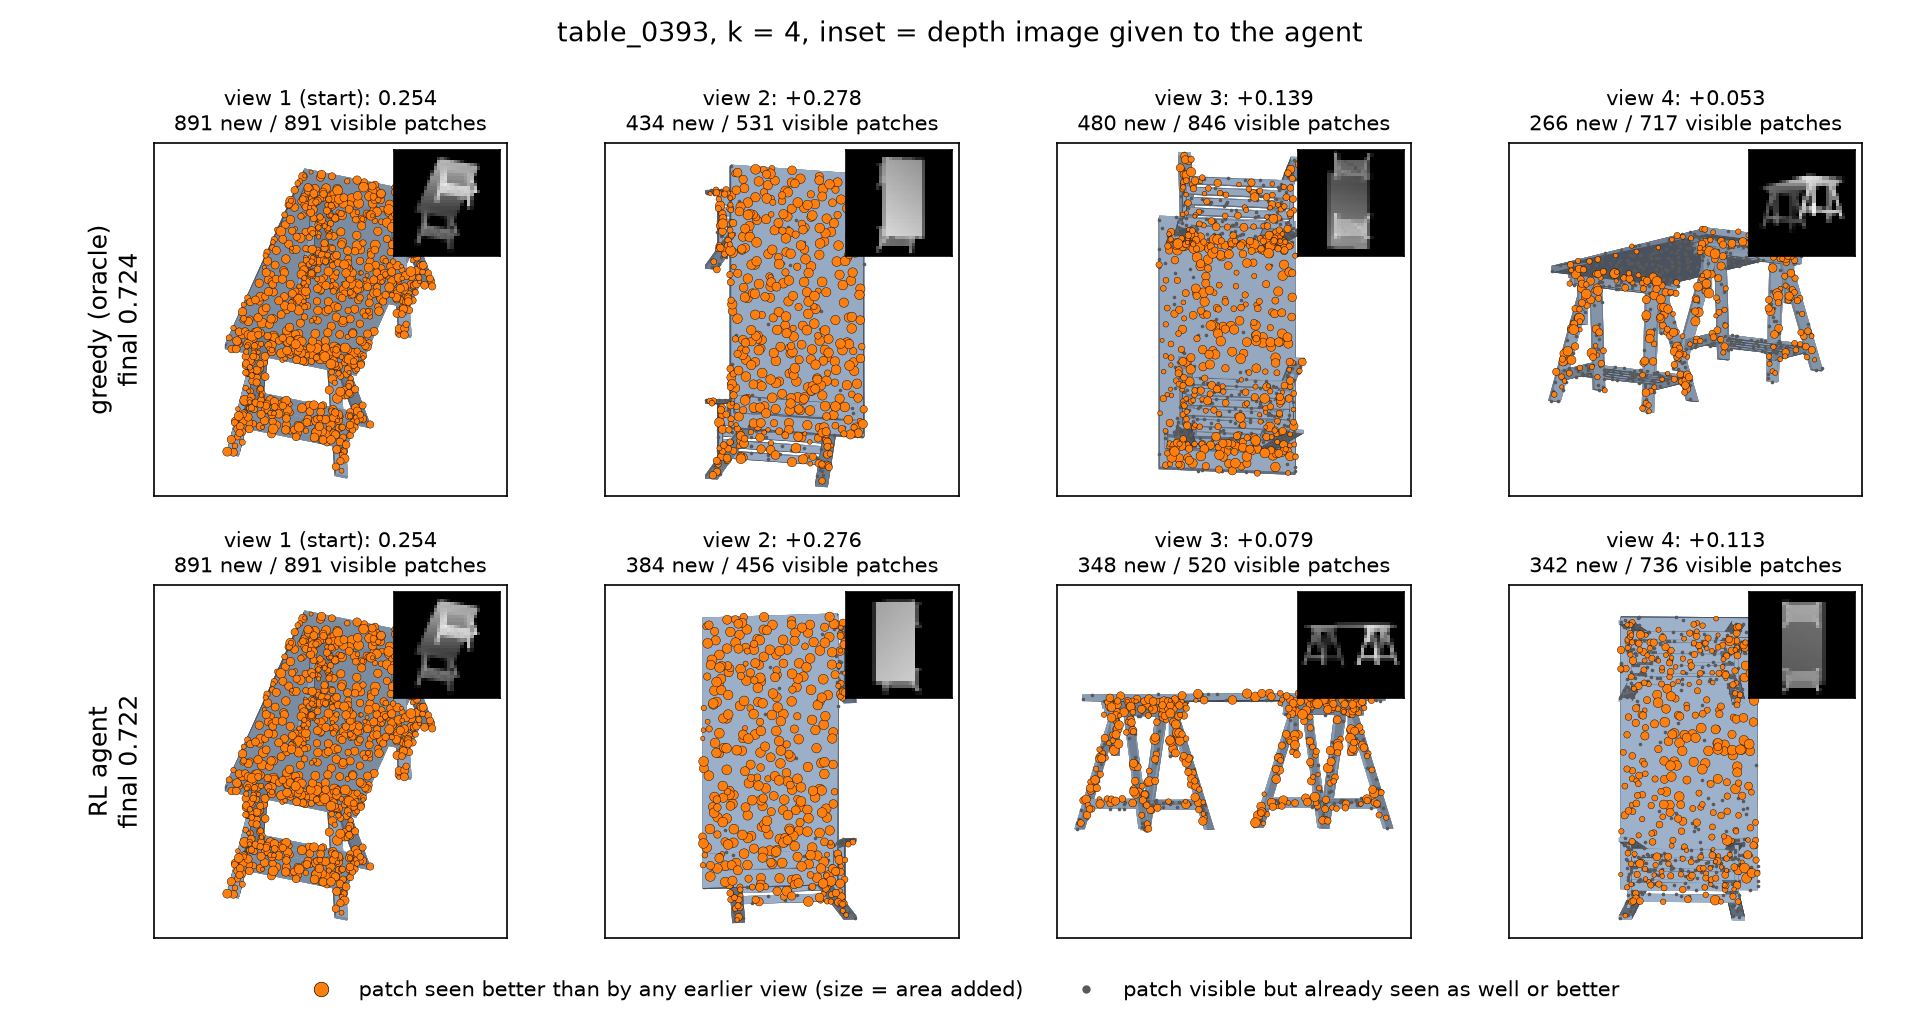 table_0393, k = 4, inset = depth image given to the agent
view 1 (start): 0.254
891 new / 891 visible patches
view 2: +0.278
434 new / 531 visible patches
view 3: +0.139
480 new / 846 visible patches
view 4: +0.053
266 new / 717 visible patches
greedy (oracle)
final 0.724
view 1 (start): 0.254
891 new / 891 visible patches
view 2: +0.276
384 new / 456 visible patches
view 3: +0.079
348 new / 520 visible patches
view 4: +0.113
342 new / 736 visible patches
RL agent
final 0.722
patch seen better than by any earlier view (size = area added)
patch visible but already seen as well or better